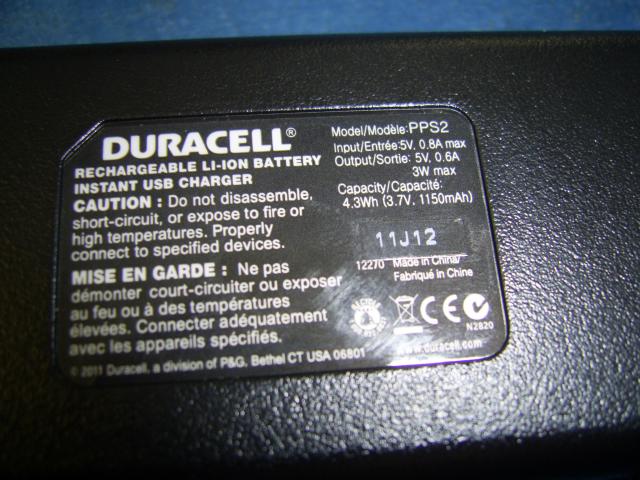 DURACELL®
RECHARGEABLE LI-ION BATTERY
INSTANT USB CHARGER
CAUTION : Do not disassemble,
short-circuit, or expose to fire or
high temperatures. Properly
connect to specified devices.
MISE EN GARDE : Ne pas
démonter court-circuiter ou exposer
au feu ou à des températures
élevées. Connecter adéquatement
avec les appareils spécifiés.
© 2011 Duracell, a division of P&G. Bethel CT USA 06801
Model/Modèle:PPS2
Input/Entrée:5V, 0.8A max
Output/Sortie: 5V, 0.6A
3W max
Capacity/Capacité:
4.3Wh (3.7V, 1150mAh)
11J12
12270 Made in China/
Fabriqué in China
CE
N2820
www.duracell.com